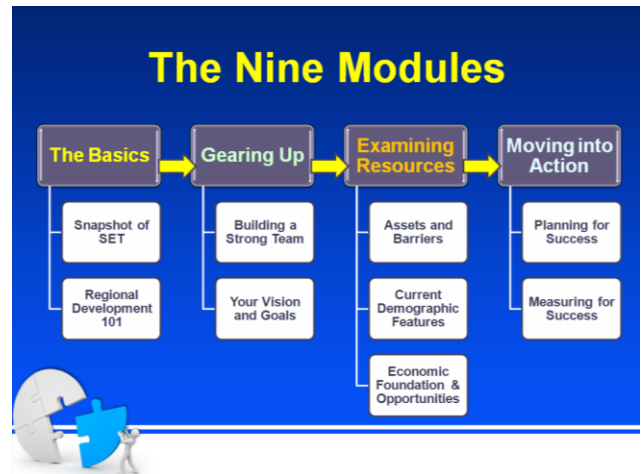 The Nine Modules
The Basics
Snapshot of
SET
Regional
Development
101
Gearing Up
Building a
Strong Team
Your Vision
and Goals
Examining
Resources
Assets and
Barriers
Current
Demographic
Features
Economic
Foundation &
Opportunities
Moving into
Action
Planning for
Success
Measuring for
Success